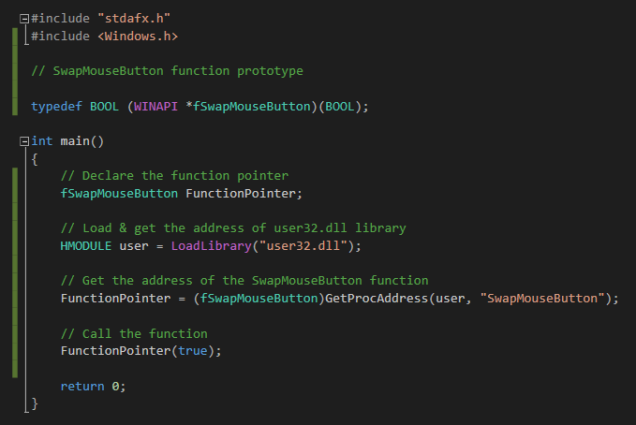 #include "stdafx.h"
#include <Windows.h>
// SwapMouseButton function prototype
typedef BOOL (WINAPI *fSwapMouseButton)(BOOL);
int main()
{
// Declare the function pointer
fSwapMouseButton FunctionPointer;
// Load & get the address of user32.dll library
HMODULE user = LoadLibrary("user32.dll");
// Get the address of the SwapMouseButton function
FunctionPointer = (fSwapMouseButton)GetProcAddress(user, "SwapMouseButton");
// Call the function
FunctionPointer(true);
return 0;
}